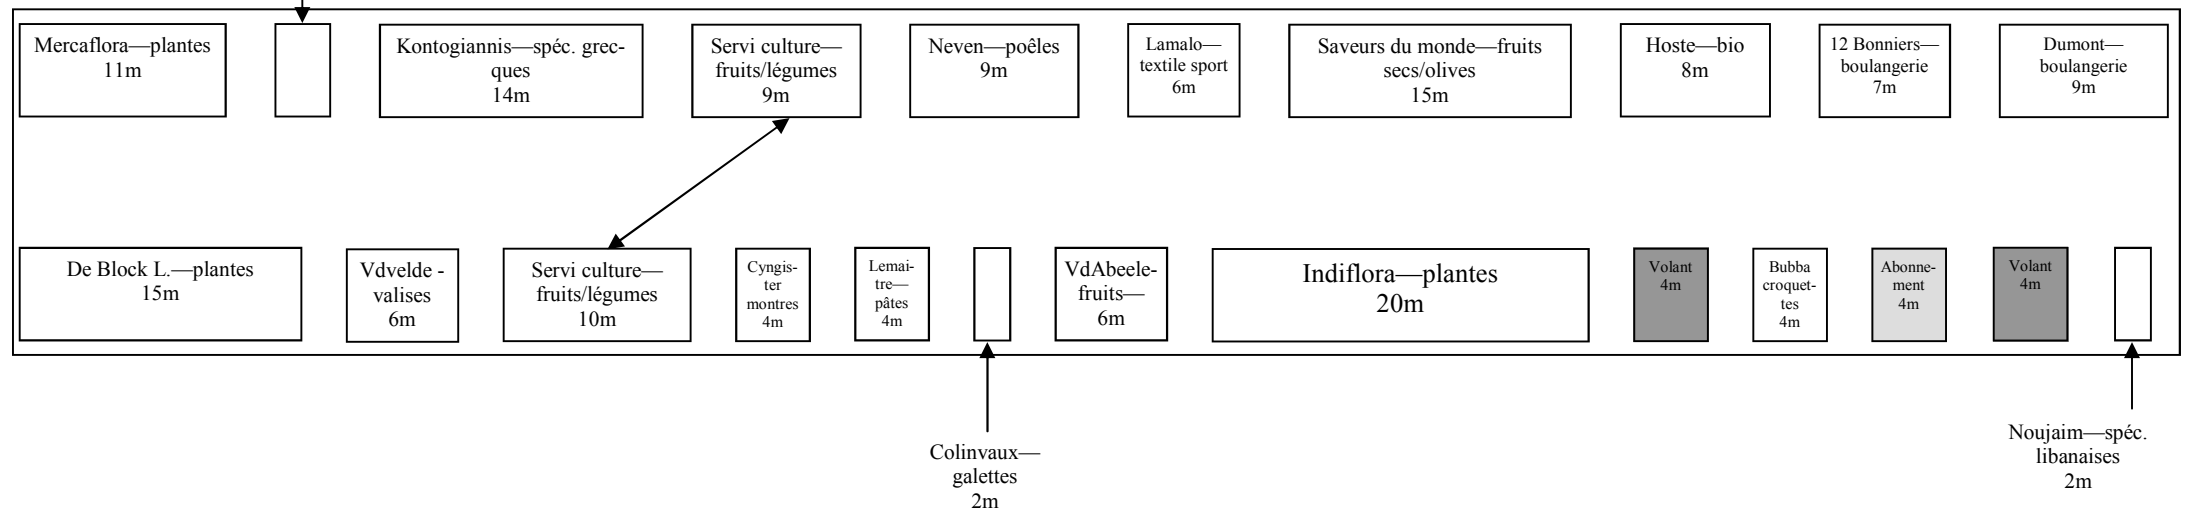 Mercaflora—plantes
11m
Kontogiannis—spéc. grec-
ques
14m
Servi culture—
fruits/légumes
9m
Neven—poêles
9m
Lamalo—
textile sport
6m
Saveurs du monde—fruits
secs/olives
15m
Hoste—bio
8m
12 Bonniers—
boulangerie
7m
Dumont—
boulangerie
9m
De Block L.—plantes
15m
Vdvelde -
valises
6m
Servi culture—
fruits/légumes
10m
Cyngis-
ter
montres
4m
Lemai-
tre—
pâtes
4m
VdAbeele-
fruits—
6m
Indiflora—plantes
20m
Volant
4m
Bubba
croquet-
tes
4m
Abonne-
ment
4m
Volant
4m
Colinvaux—
galettes
2m
Noujaim—spéc.
libanaises
2m